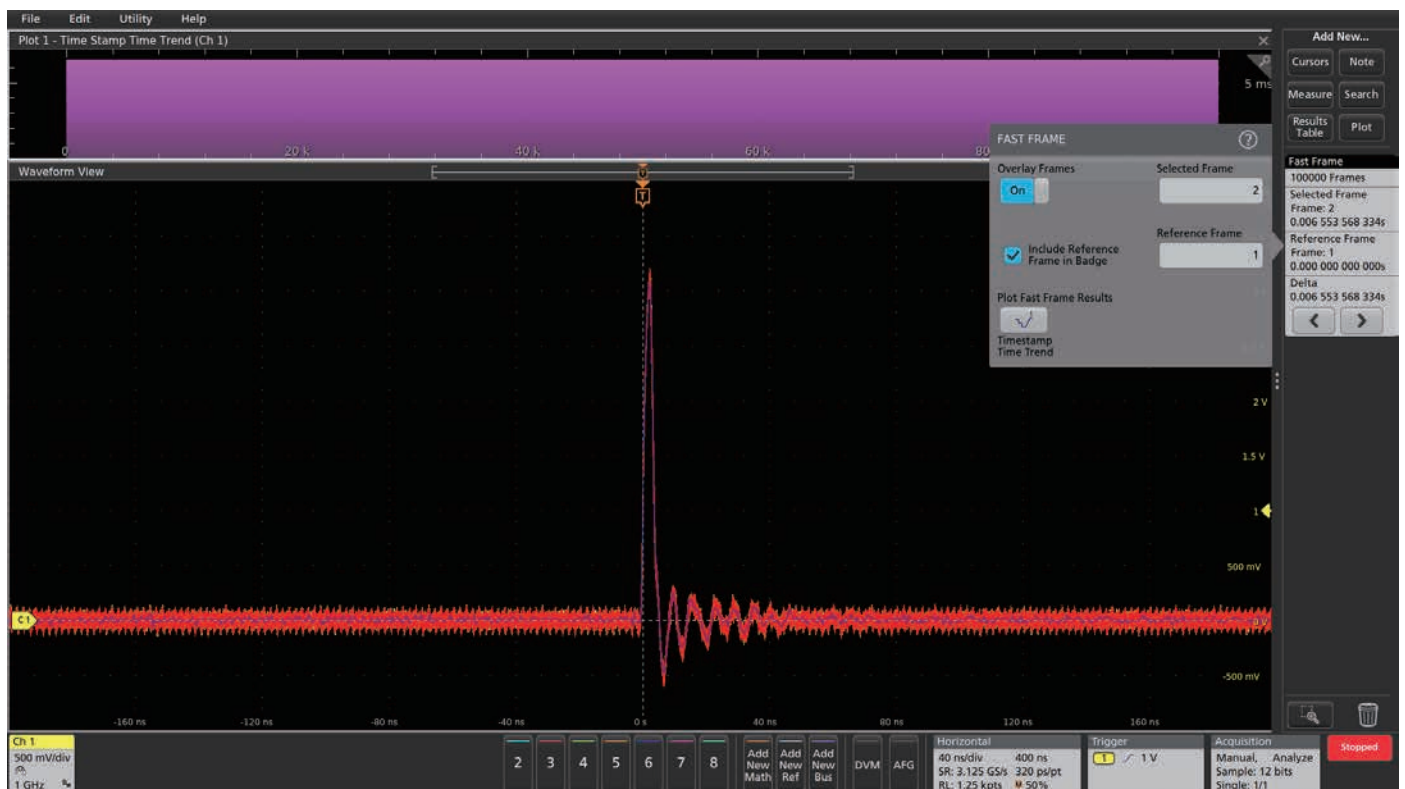 File Edit Utility Help
Plot 1 - Time Stamp Time Trend (Ch 1)
5 ms
0 20 k 40 k 60 k 80
Waveform View
T
2 V
1.5 V
1
500 mV
0 V
-500 mV
C1
-160 ns -120 ns -80 ns -40 ns 0 s 40 ns 80 ns 120 ns 160 ns
FAST FRAME ?
Overlay Frames
On
Selected Frame
2
Include Reference
Frame in Badge
Reference Frame
1
Plot Fast Frame Results
Timestamp
Time Trend
Add New...
Cursors Note
Measure Search
Results
Table
Plot
Fast Frame
100000 Frames
Selected Frame
Frame: 2
0.006 553 568 334s
Reference Frame
Frame: 1
0.000 000 000 000s
Delta
0.006 553 568 334s
Ch 1
500 mV/div
1 GHz
2 3 4 5 6 7 8
Add
New
Math
Add
New
Ref
Add
New
Bus
DVM AFG
Horizontal
40 ns/div 400 ns
SR: 3.125 GS/s 320 ps/pt
RL: 1.25 kpts 50%
Trigger
1 1 V
Acquisition
Manual, Analyze
Sample: 12 bits
Single: 1/1
Stopped